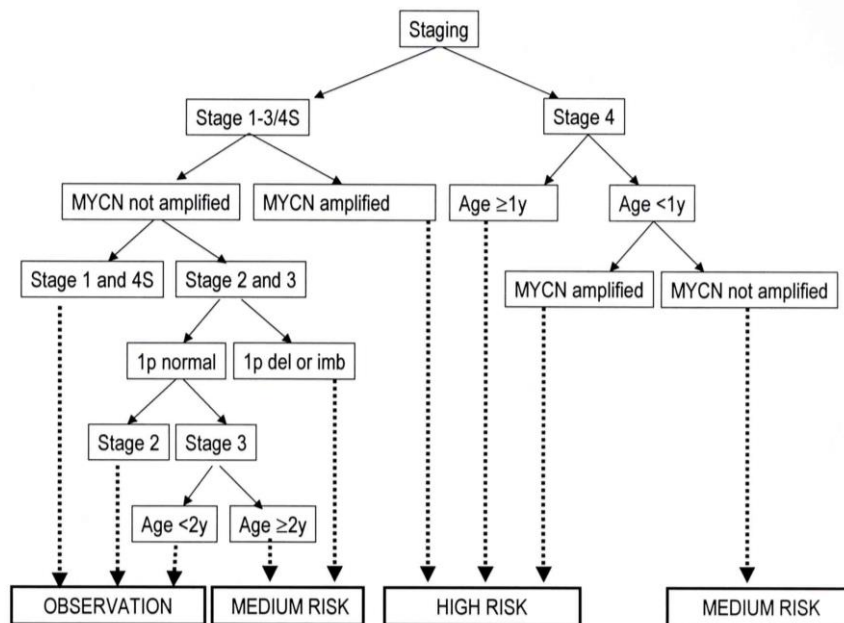 Staging
Stage 1-3/4S
Stage 4
MYCN not amplified
MYCN amplified
Age ≥1y
Age <1y
Stage 1 and 4S
Stage 2 and 3
MYCN amplified
MYCN not amplified
1p normal
1p del or imb
Stage 2
Stage 3
Age <2y
Age ≥2y
OBSERVATION
MEDIUM RISK
HIGH RISK
MEDIUM RISK